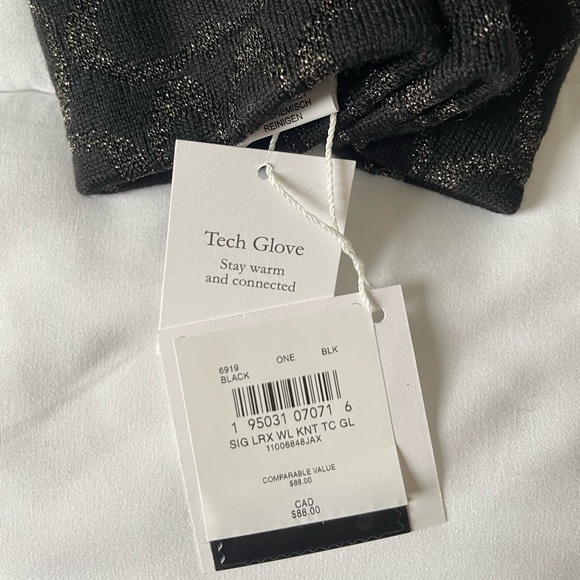 CHEMISCH
REINIGEN
Tech Glove
Stay warm
and connected
6919 ONE BLK
BLACK
1 95031 07071 6
SIG LRX WL KNT TC GL
11006848JAX
COMPARABLE VALUE
$88.00
CAD
$88.00